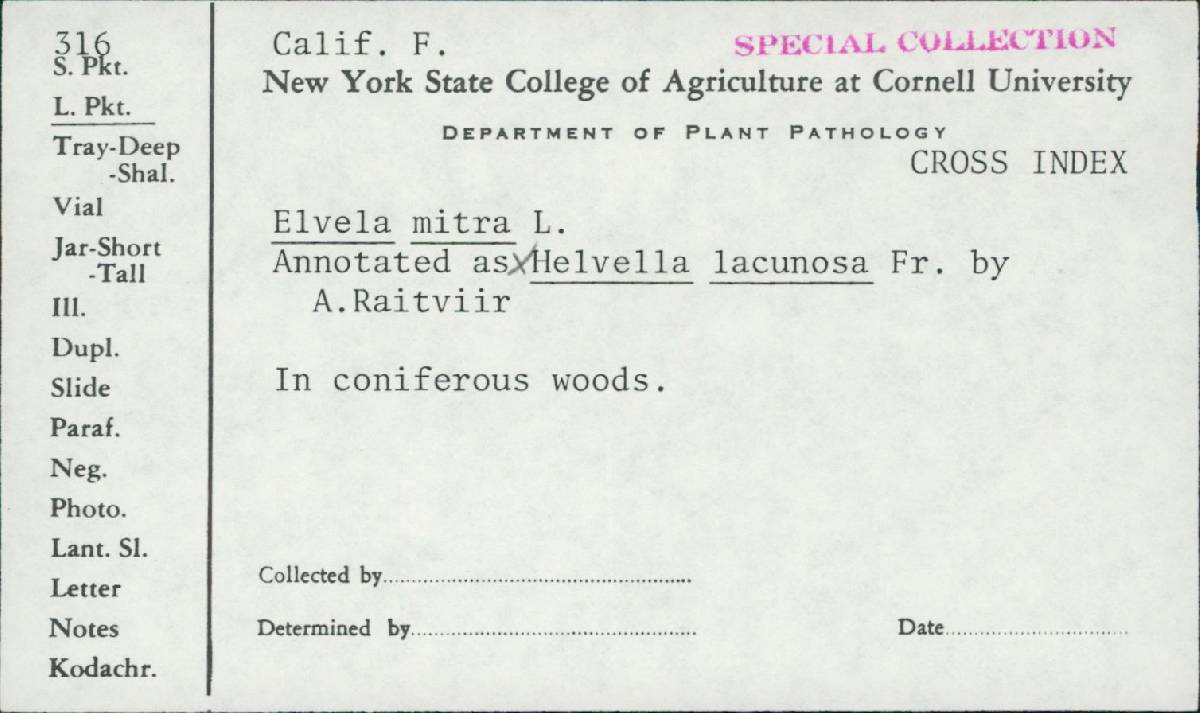 316
S. Pkt.
L. Pkt.
Tray-Deep
-Shal.
Vial
Jar-Short
-Tall
Ill.
Dupl.
Slide
Paraf.
Neg.
Photo.
Lant. Sl.
Letter
Notes
Kodachr.
Calif. F.
SPECIAL COLLECTION
New York State College of Agriculture at Cornell University
DEPARTMENT OF PLANT PATHOLOGY
CROSS INDEX
Elvela mitra L.
Annotated as Helvella lacunosa Fr. by
A.Raitviir
In coniferous woods.
Collected by
Determined by
Date